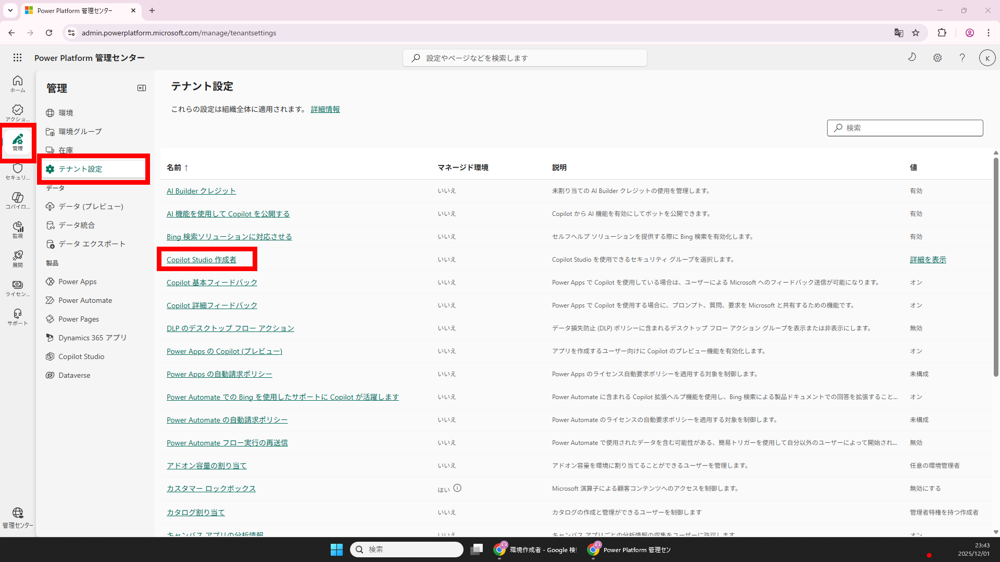 Power Platform 管理センター
admin.powerplatform.microsoft.com/manage/tenantsettings
Power Platform 管理センター
設定やページなどを検索します
K
ホーム
アクショ...
管理
セキュリ...
コパイロ...
監視
展開
ライセン...
サポート
管理センター
管理
環境
環境グループ
在庫
テナント設定
データ
データ (プレビュー)
データ統合
データ エクスポート
製品
Power Apps
Power Automate
Power Pages
Dynamics 365 アプリ
Copilot Studio
Dataverse
テナント設定
これらの設定は組織全体に適用されます。 詳細情報
検索
名前 ↑ マネージド環境 説明 値
AI Builder クレジット いいえ 未割り当ての AI Builder クレジットの使用を管理します。 有効
AI 機能を使用して Copilot を公開する いいえ Copilot から AI 機能を有効にしてボットを公開できます。 有効
Bing 検索ソリューションに対応させる いいえ セルフヘルプ ソリューションを提供する際に Bing 検索を有効化します。 有効
Copilot Studio 作成者 いいえ Copilot Studio を使用できるセキュリティ グループを選択します。 詳細を表示
Copilot 基本フィードバック いいえ Power Apps で Copilot を使用している場合は、ユーザーによる Microsoft へのフィードバック送信が可能になります。 オン
Copilot 詳細フィードバック いいえ Power Apps で Copilot を使用する場合に、プロンプト、質問、要求を Microsoft と共有するための機能です。 オン
DLP のデスクトップ フロー アクション いいえ データ損失防止 (DLP) ポリシーに含まれるデスクトップ フロー アクション グループを表示または非表示にします。 無効
Power Apps の Copilot (プレビュー) いいえ アプリを作成するユーザー向けに Copilot のプレビュー機能を有効化します。 オン
Power Apps の自動請求ポリシー いいえ Power Apps のライセンス自動要求ポリシーを適用する対象を制御します。 未構成
Power Automate での Bing を使用したサポートに Copilot が活躍します いいえ Power Automate に含まれる Copilot 拡張ヘルプ機能を使用し、Bing 検索による製品ドキュメントでの回答を拡張すること... オン
Power Automate の自動請求ポリシー いいえ Power Automate のライセンスの自動要求ポリシーを適用する対象を制御します。 未構成
Power Automate フロー実行の再送信 いいえ Power Automate で使用されたデータを含む可能性がある、簡易トリガーを使用して自分以外のユーザーによって開始され... 無効
アドオン容量の割り当て いいえ アドオン容量を環境に割り当てることができるユーザーを管理します。 任意の環境管理者
カスタマー ロックボックス はい Microsoft 演算子による顧客コンテンツへのアクセスを制御します。 無効にする
カタログ割り当て いいえ カタログの作成と管理ができるユーザーを制御します 管理者特権を持つ作成者
キャンバス アプリの分析情報 いいえ キャンバス アプリごとの分析情報の収集をユーザーに許可します。 オン
検索
環境作成者 - Google 検
Power Platform 管理セン
23:43
2025/12/01